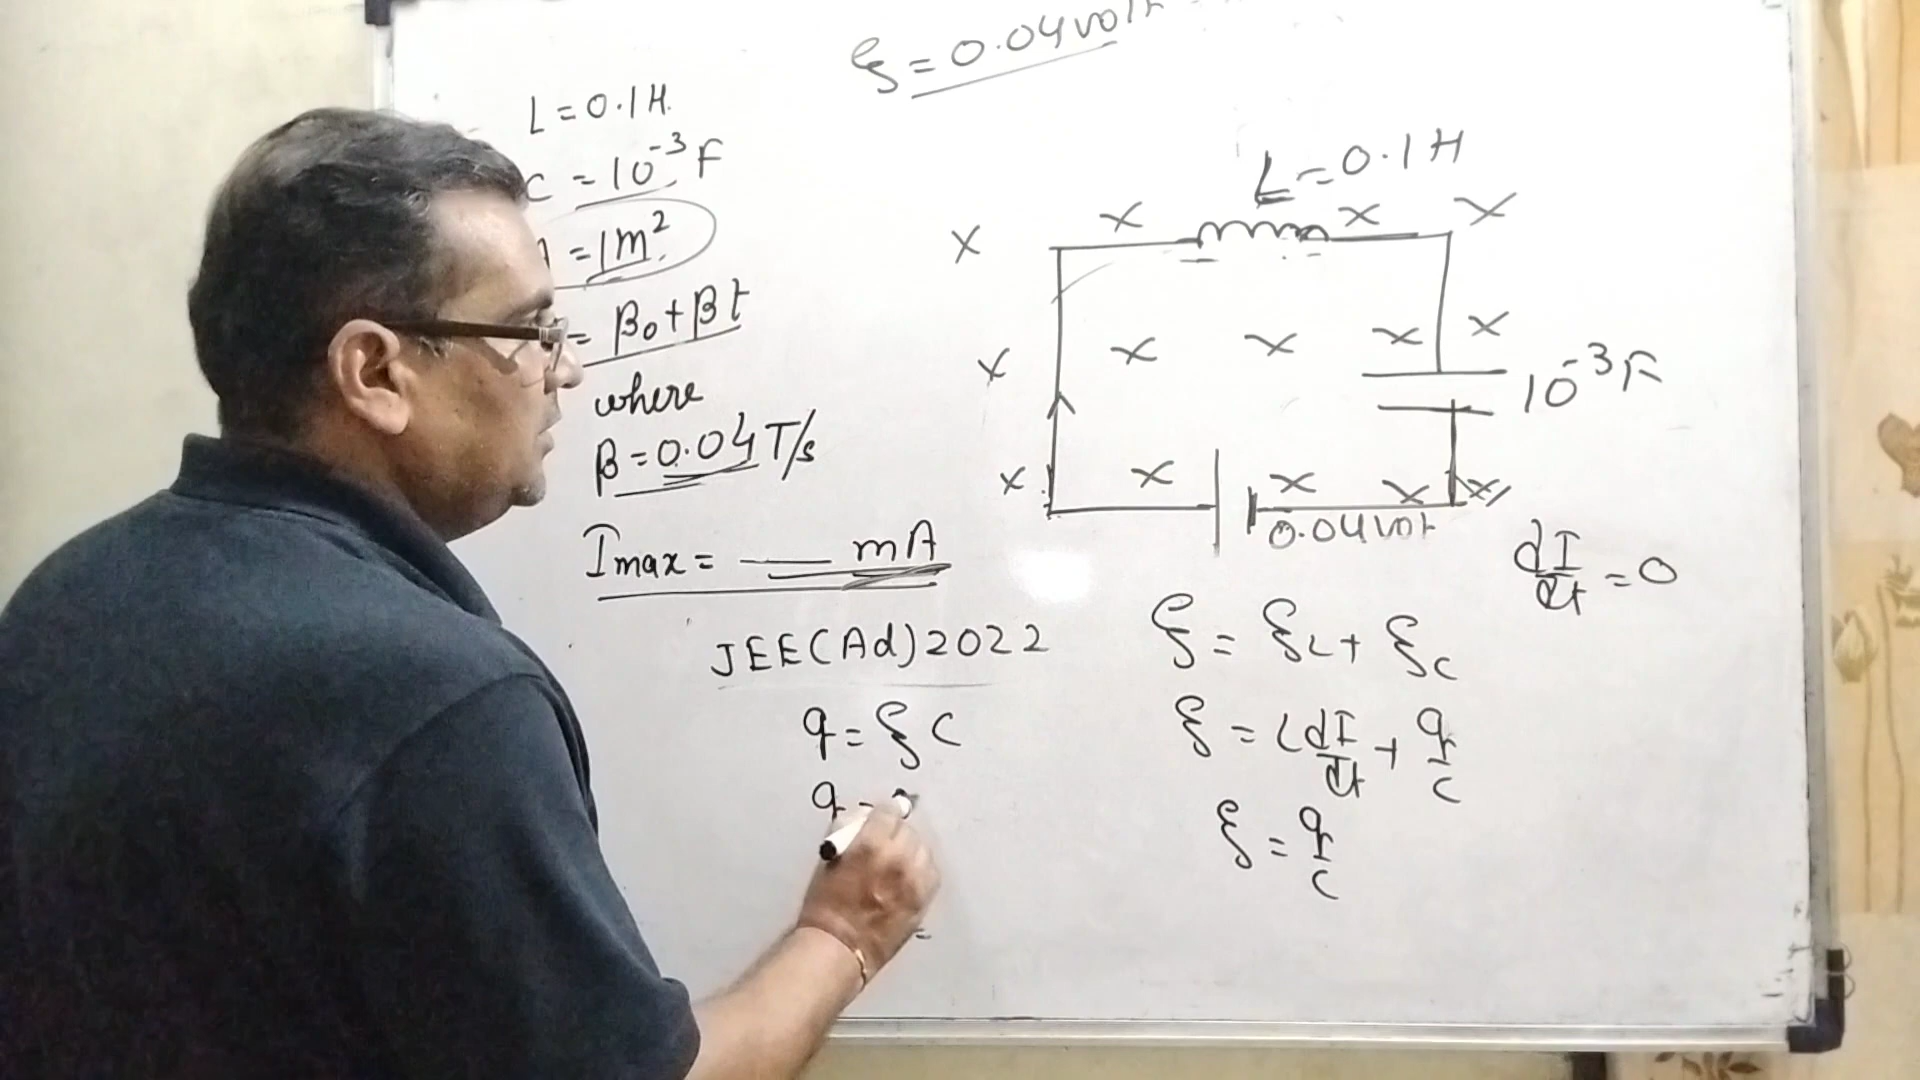 ξ = 0.04 volt
L = 0.1 H.
C = 10⁻³ F
= 1 m².
= B₀ + βt
where
β = 0.04 T/s
Imax = ___ mA
JEE(Ad) 2022
q = ξ C
q =
L = 0.1 H
10⁻³ F
0.04 volt
dI/dt = 0
ξ = ξL + ξC
ξ = L dI/dt + q/C
ξ = q/C